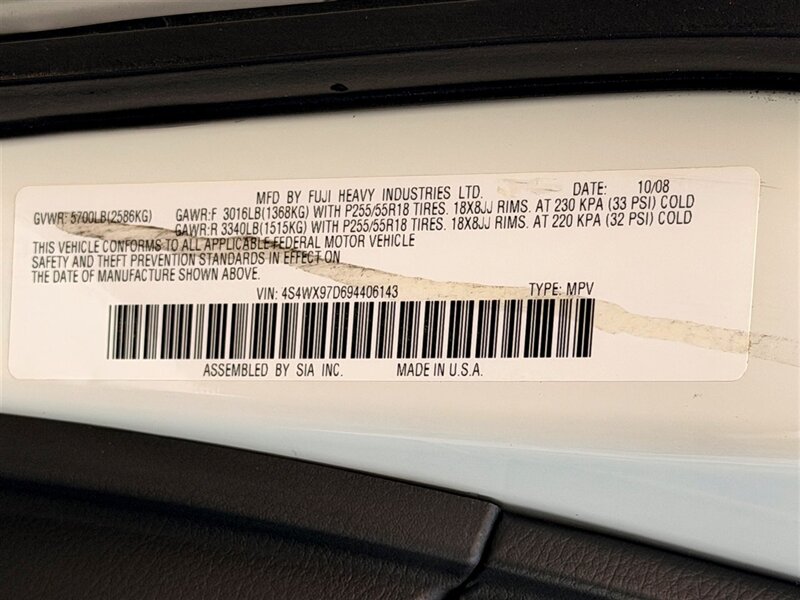 MFD BY FUJI HEAVY INDUSTRIES LTD. DATE: 10/08
GVWR: 5700LB(2586KG) GAWR:F 3016LB(1368KG) WITH P255/55R18 TIRES. 18X8JJ RIMS. AT 230 KPA (33 PSI) COLD
GAWR:R 3340LB(1515KG) WITH P255/55R18 TIRES. 18X8JJ RIMS. AT 220 KPA (32 PSI) COLD
THIS VEHICLE CONFORMS TO ALL APPLICABLE FEDERAL MOTOR VEHICLE
SAFETY AND THEFT PREVENTION STANDARDS IN EFFECT ON
THE DATE OF MANUFACTURE SHOWN ABOVE.
VIN: 4S4WX97D694406143 TYPE: MPV
ASSEMBLED BY SIA INC. MADE IN U.S.A.